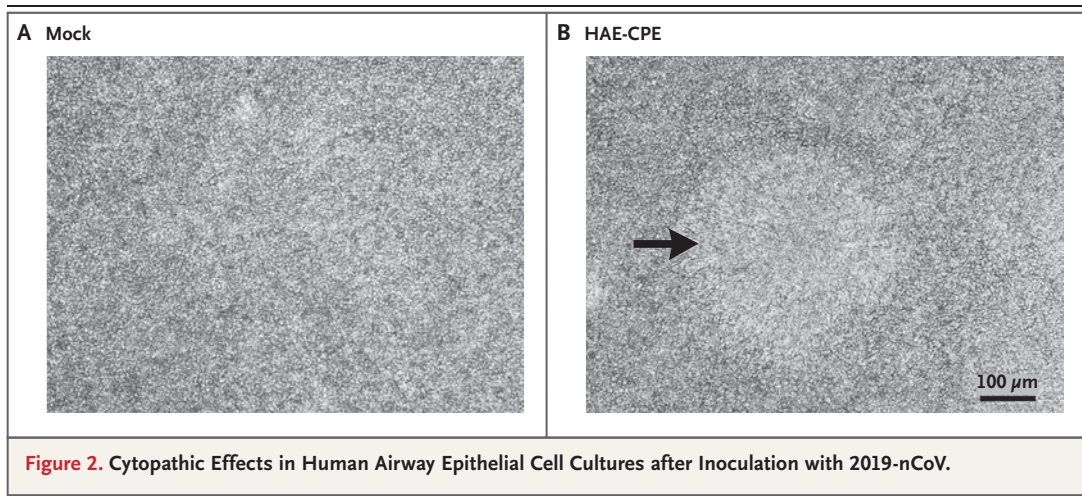 A Mock
B HAE-CPE
100 µm
Figure 2. Cytopathic Effects in Human Airway Epithelial Cell Cultures after Inoculation with 2019-nCoV.